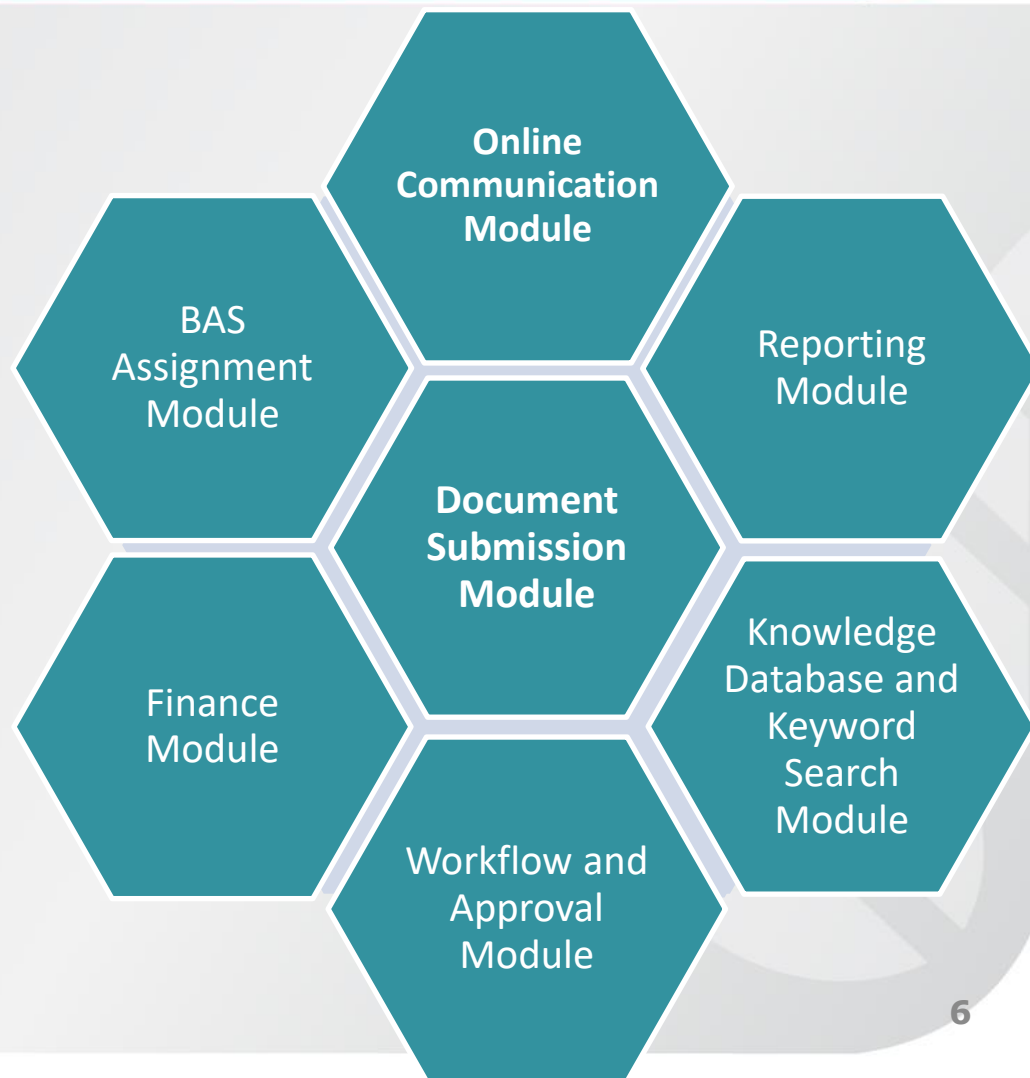 Online
Communication
Module
BAS
Assignment
Module
Reporting
Module
Document
Submission
Module
Finance
Module
Knowledge
Database and
Keyword
Search
Module
Workflow and
Approval
Module
6